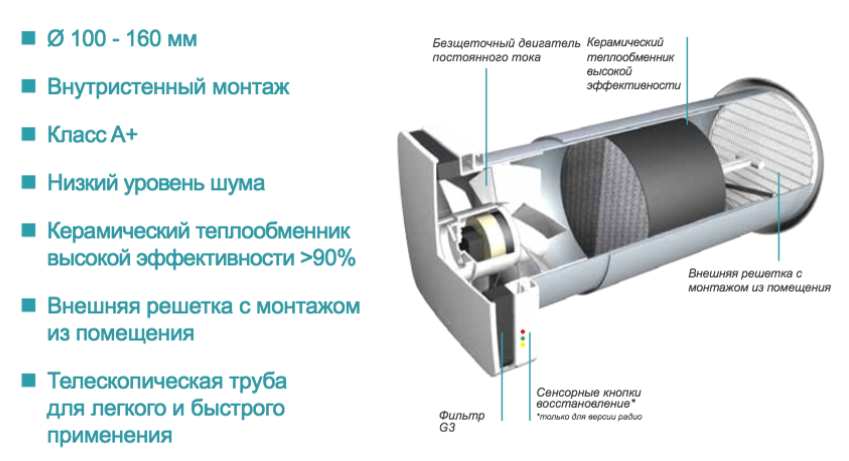 Ø 100 - 160 мм
Внутристенный монтаж
Класс A+
Низкий уровень шума
Керамический теплообменник
высокой эффективности >90%
Внешняя решетка с монтажом
из помещения
Телескопическая труба
для легкого и быстрого
применения
Безщеточный двигатель
постоянного тока
Керамический
теплообменник
высокой
эффективности
Внешняя решетка с
монтажом из помещения
Сенсорные кнопки
восстановление*
*только для версии радио
Фильтр
G3